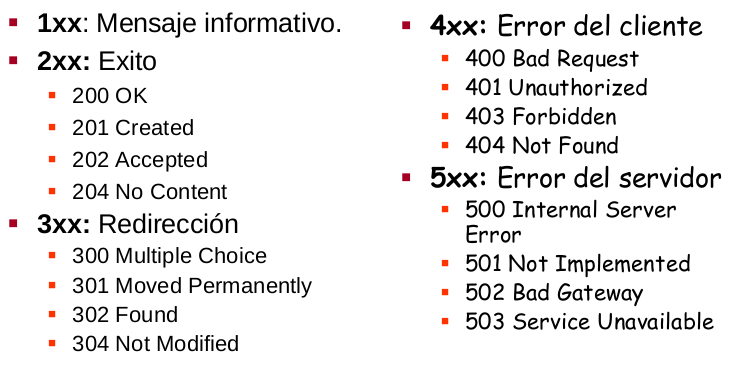 1xx: Mensaje informativo.
2xx: Exito
200 OK
201 Created
202 Accepted
204 No Content
3xx: Redirección
300 Multiple Choice
301 Moved Permanently
302 Found
304 Not Modified
4xx: Error del cliente
400 Bad Request
401 Unauthorized
403 Forbidden
404 Not Found
5xx: Error del servidor
500 Internal Server
Error
501 Not Implemented
502 Bad Gateway
503 Service Unavailable